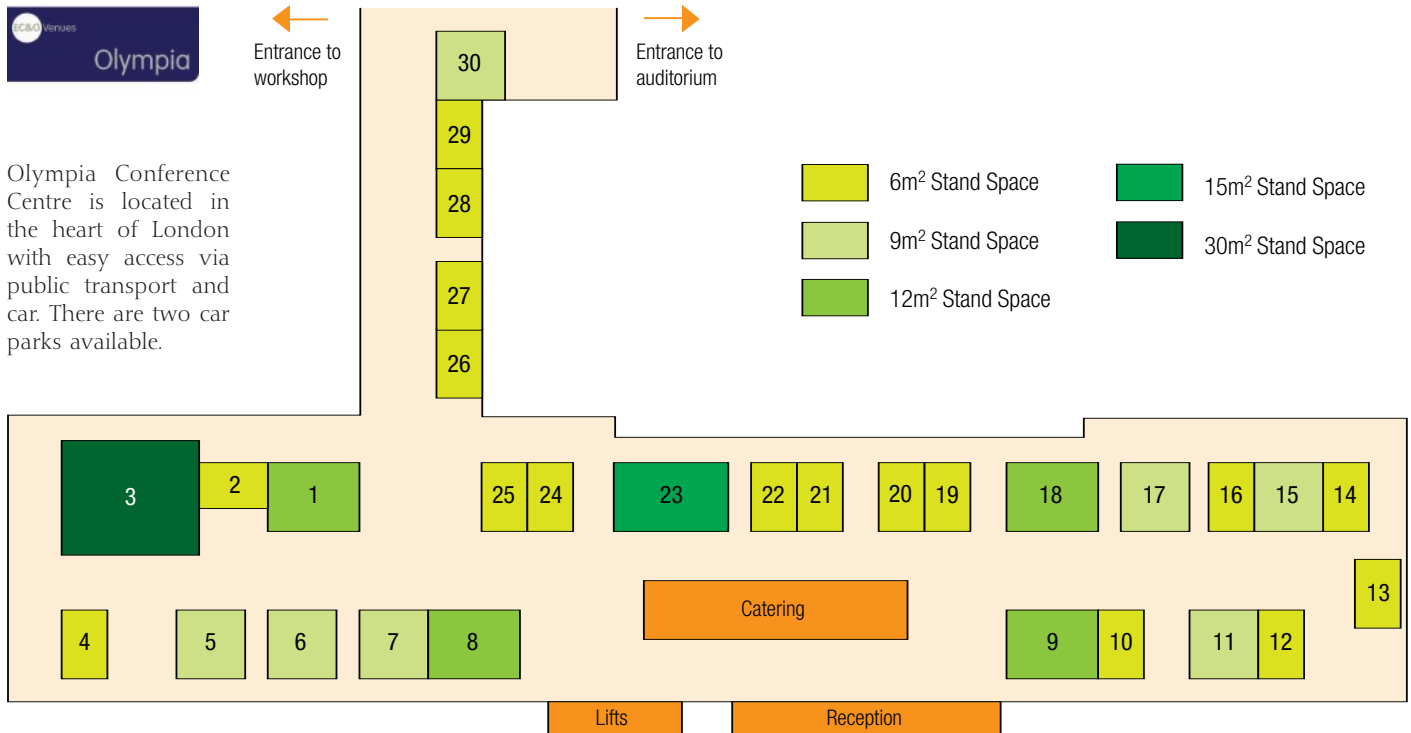 EC&O Venues
Olympia
Entrance to
workshop
Entrance to
auditorium
Olympia Conference
Centre is located in
the heart of London
with easy access via
public transport and
car. There are two car
parks available.
6m² Stand Space
9m² Stand Space
12m² Stand Space
15m² Stand Space
30m² Stand Space
30
29
28
27
26
3
2
1
25
24
23
22
21
20
19
18
17
16
15
14
13
4
5
6
7
8
Catering
9
10
11
12
Lifts
Reception